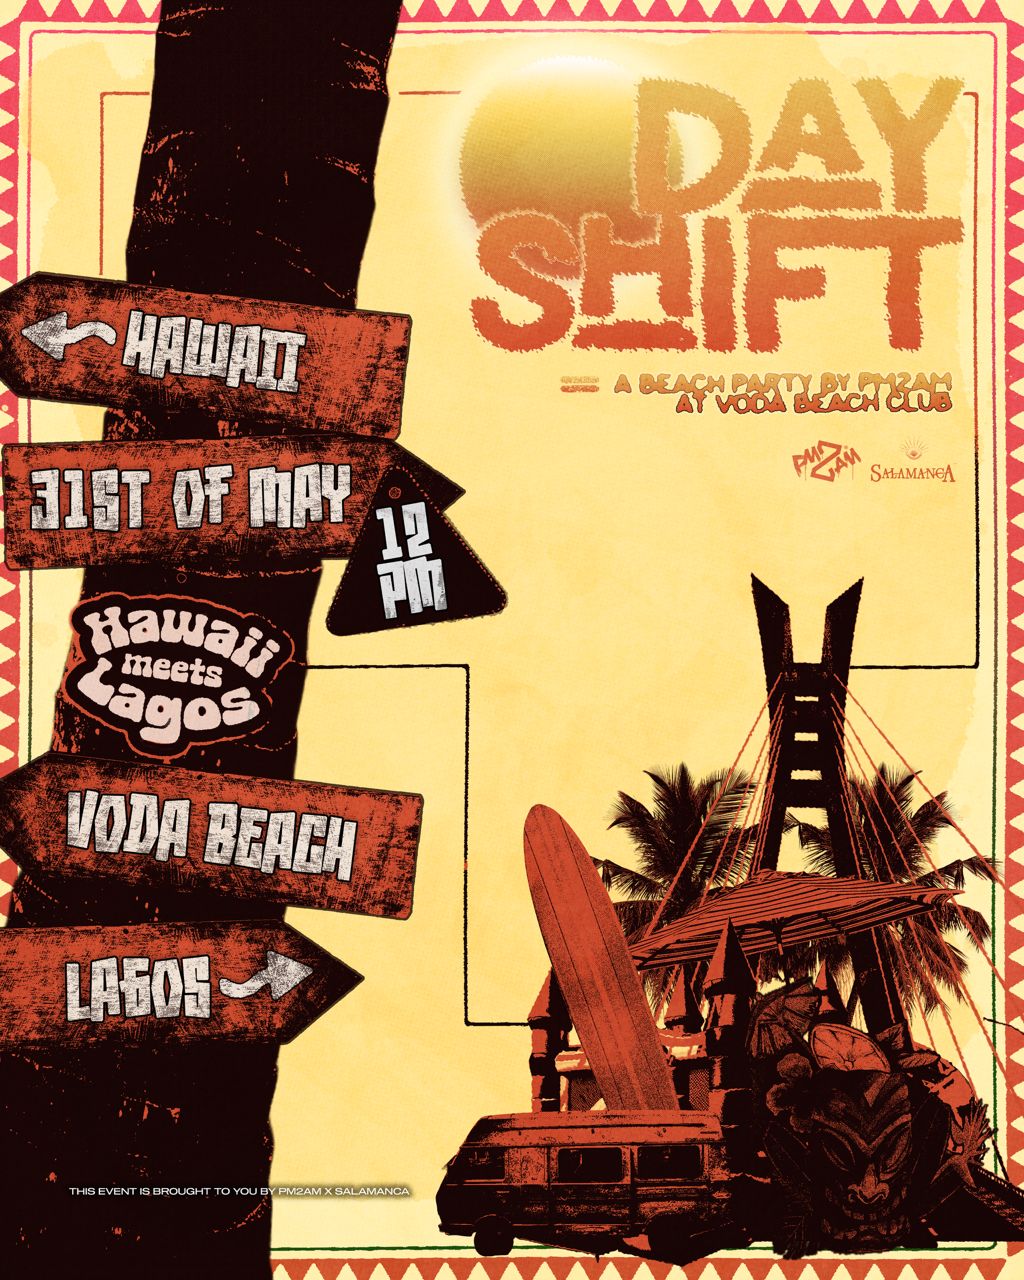 DAY
SHIFT
A BEACH PARTY BY PM2AM
AT VODA BEACH CLUB
PM2AM
SALAMANCA
HAWAII
31ST OF MAY
12
PM
Hawaii
meets
Lagos
VODA BEACH
LAGOS
THIS EVENT IS BROUGHT TO YOU BY PM2AM X SALAMANCA